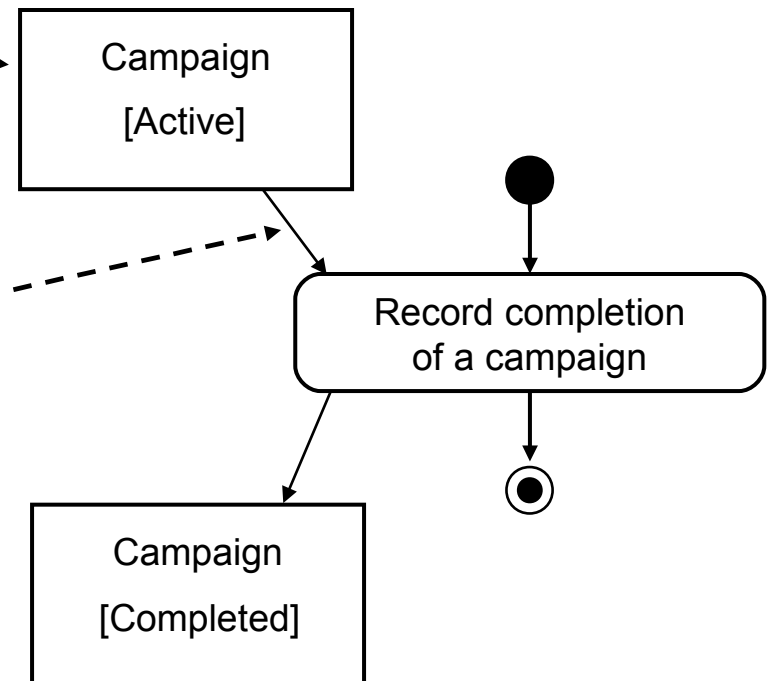 Campaign
[Active]
Record completion
of a campaign
Campaign
[Completed]